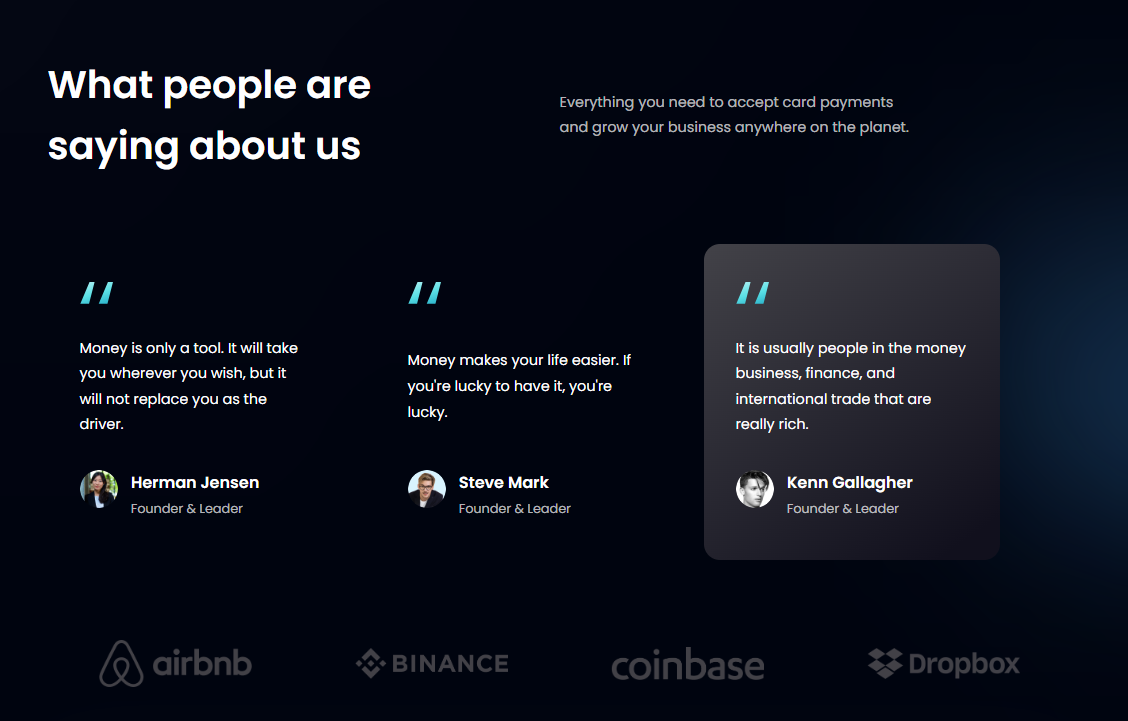 What people are
saying about us
Everything you need to accept card payments
and grow your business anywhere on the planet.
Money is only a tool. It will take
you wherever you wish, but it
will not replace you as the
driver.
Herman Jensen
Founder & Leader
Money makes your life easier. If
you're lucky to have it, you're
lucky.
Steve Mark
Founder & Leader
It is usually people in the money
business, finance, and
international trade that are
really rich.
Kenn Gallagher
Founder & Leader
airbnb
BINANCE
coinbase
Dropbox